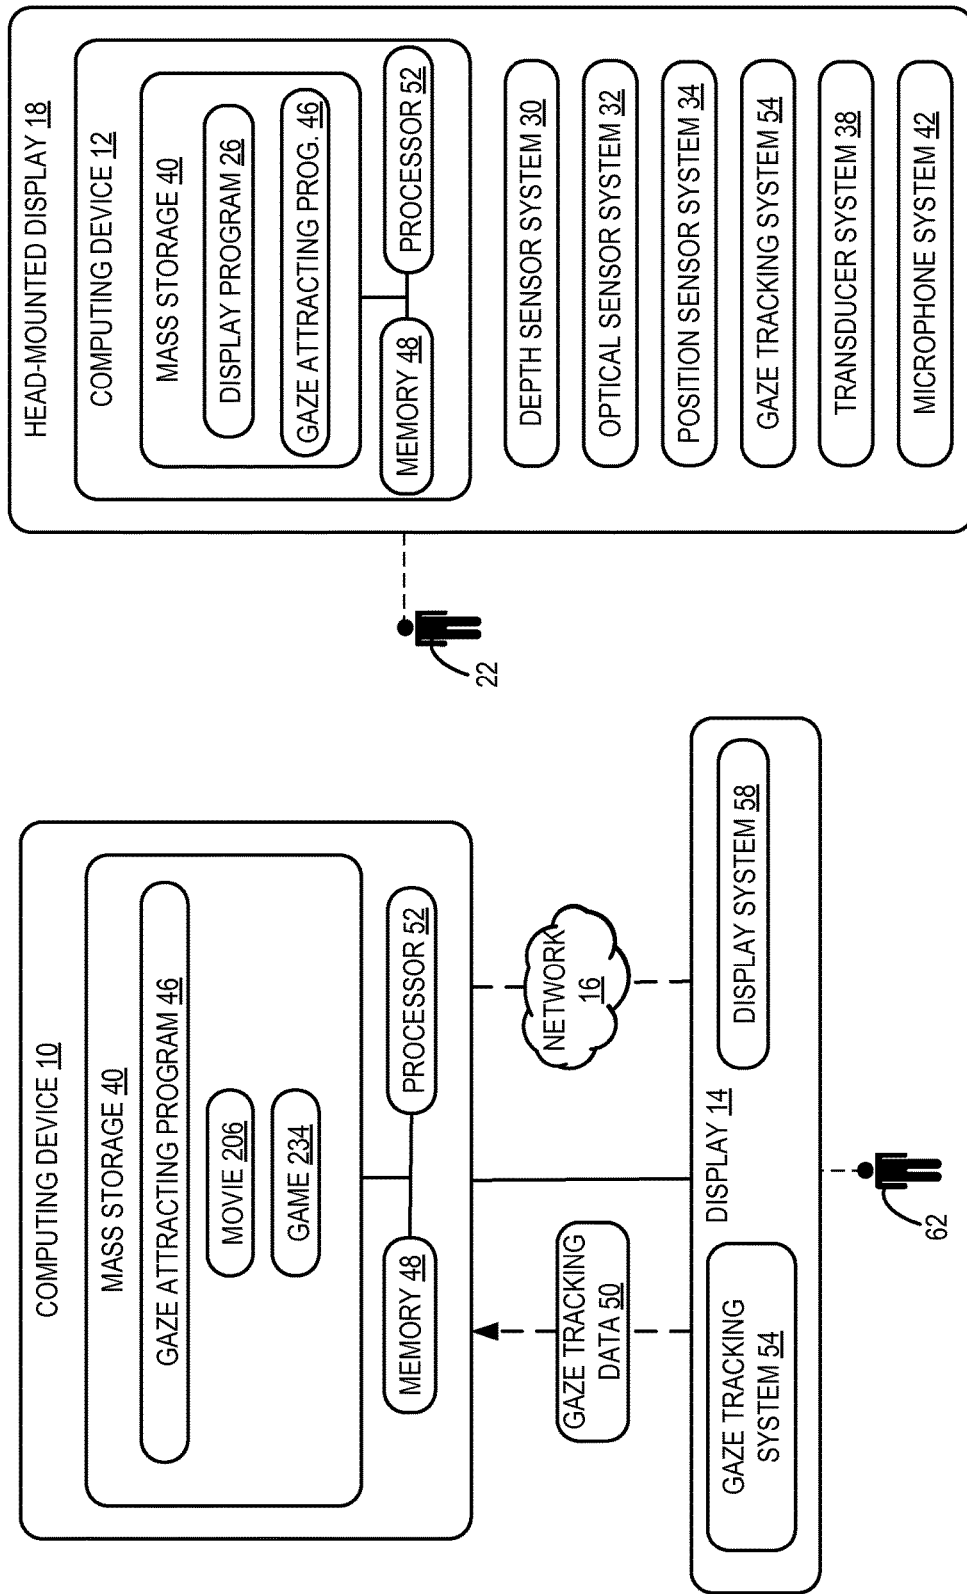 COMPUTING DEVICE 10
MASS STORAGE 40
GAZE ATTRACTING PROGRAM 46
MOVIE 206
GAME 234
MEMORY 48
PROCESSOR 52
GAZE TRACKING
DATA 50
NETWORK
16
DISPLAY 14
GAZE TRACKING
SYSTEM 54
DISPLAY SYSTEM 58
62
HEAD-MOUNTED DISPLAY 18
COMPUTING DEVICE 12
MASS STORAGE 40
DISPLAY PROGRAM 26
GAZE ATTRACTING PROG. 46
MEMORY 48
PROCESSOR 52
22
DEPTH SENSOR SYSTEM 30
OPTICAL SENSOR SYSTEM 32
POSITION SENSOR SYSTEM 34
GAZE TRACKING SYSTEM 54
TRANSDUCER SYSTEM 38
MICROPHONE SYSTEM 42